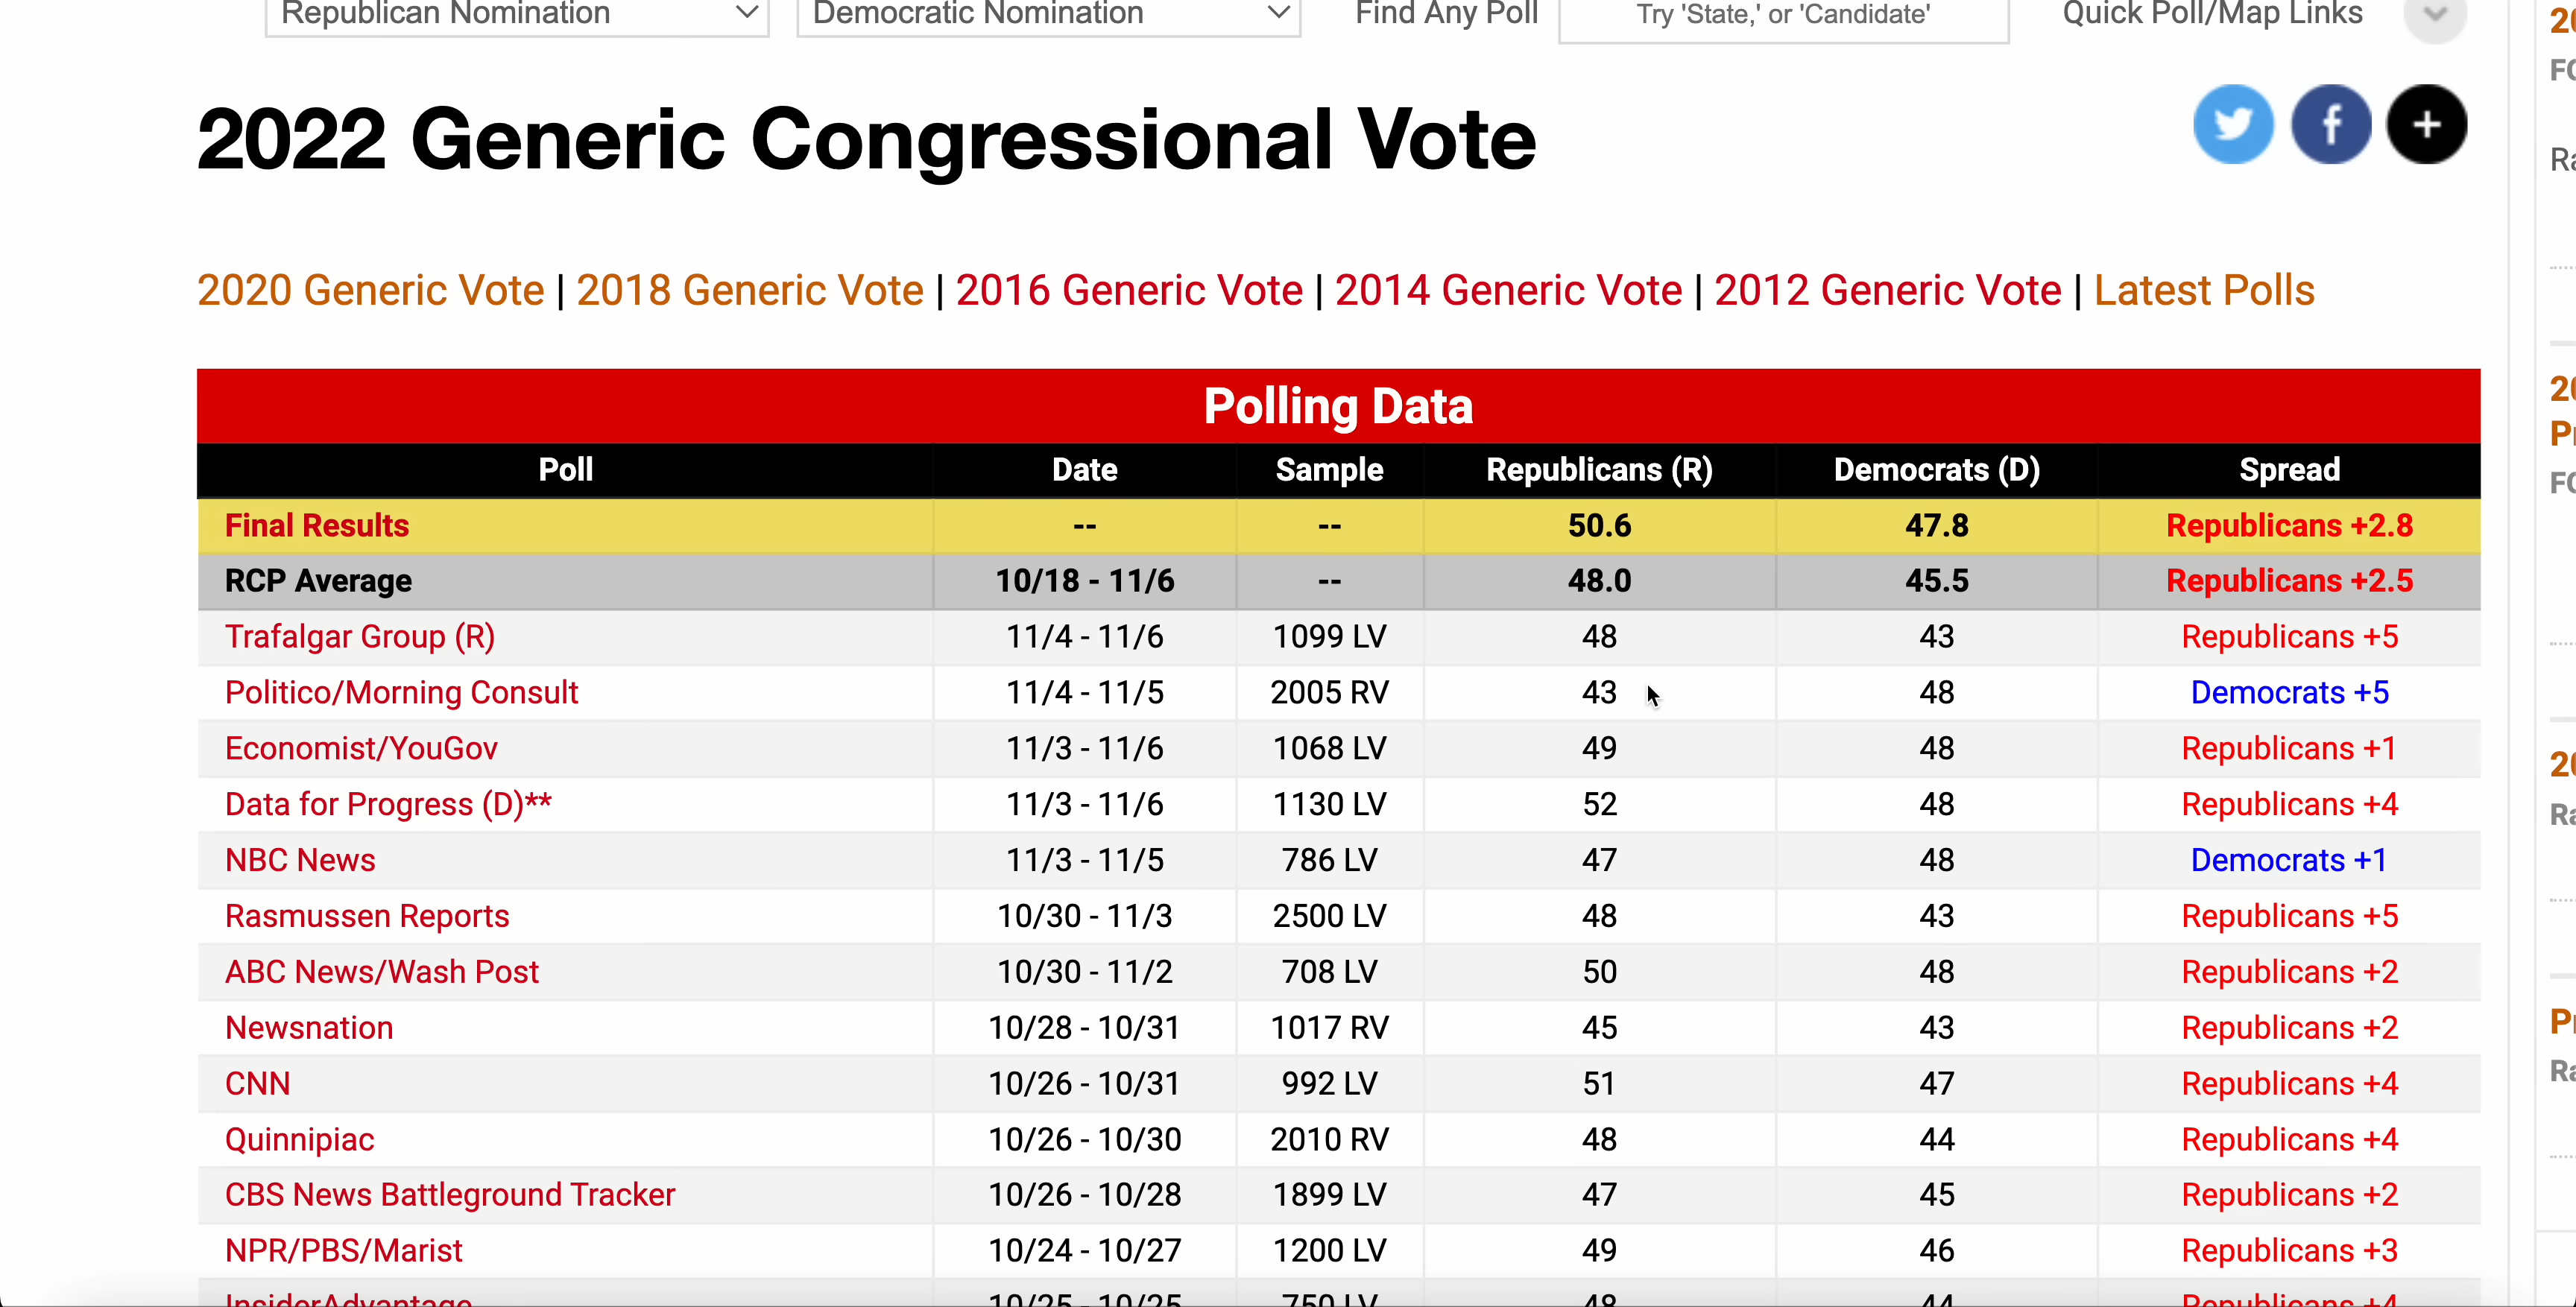 Republican Nomination Democratic Nomination Find Any Poll Try 'State,' or 'Candidate' Quick Poll/Map Links
2022 Generic Congressional Vote
2020 Generic Vote | 2018 Generic Vote | 2016 Generic Vote | 2014 Generic Vote | 2012 Generic Vote | Latest Polls
Polling Data
Poll Date Sample Republicans (R) Democrats (D) Spread
Final Results -- -- 50.6 47.8 Republicans +2.8
RCP Average 10/18 - 11/6 -- 48.0 45.5 Republicans +2.5
Trafalgar Group (R) 11/4 - 11/6 1099 LV 48 43 Republicans +5
Politico/Morning Consult 11/4 - 11/5 2005 RV 43 48 Democrats +5
Economist/YouGov 11/3 - 11/6 1068 LV 49 48 Republicans +1
Data for Progress (D)** 11/3 - 11/6 1130 LV 52 48 Republicans +4
NBC News 11/3 - 11/5 786 LV 47 48 Democrats +1
Rasmussen Reports 10/30 - 11/3 2500 LV 48 43 Republicans +5
ABC News/Wash Post 10/30 - 11/2 708 LV 50 48 Republicans +2
Newsnation 10/28 - 10/31 1017 RV 45 43 Republicans +2
CNN 10/26 - 10/31 992 LV 51 47 Republicans +4
Quinnipiac 10/26 - 10/30 2010 RV 48 44 Republicans +4
CBS News Battleground Tracker 10/26 - 10/28 1899 LV 47 45 Republicans +2
NPR/PBS/Marist 10/24 - 10/27 1200 LV 49 46 Republicans +3
InsiderAdvantage 10/25 - 10/25 750 LV 48 44 Republicans +4